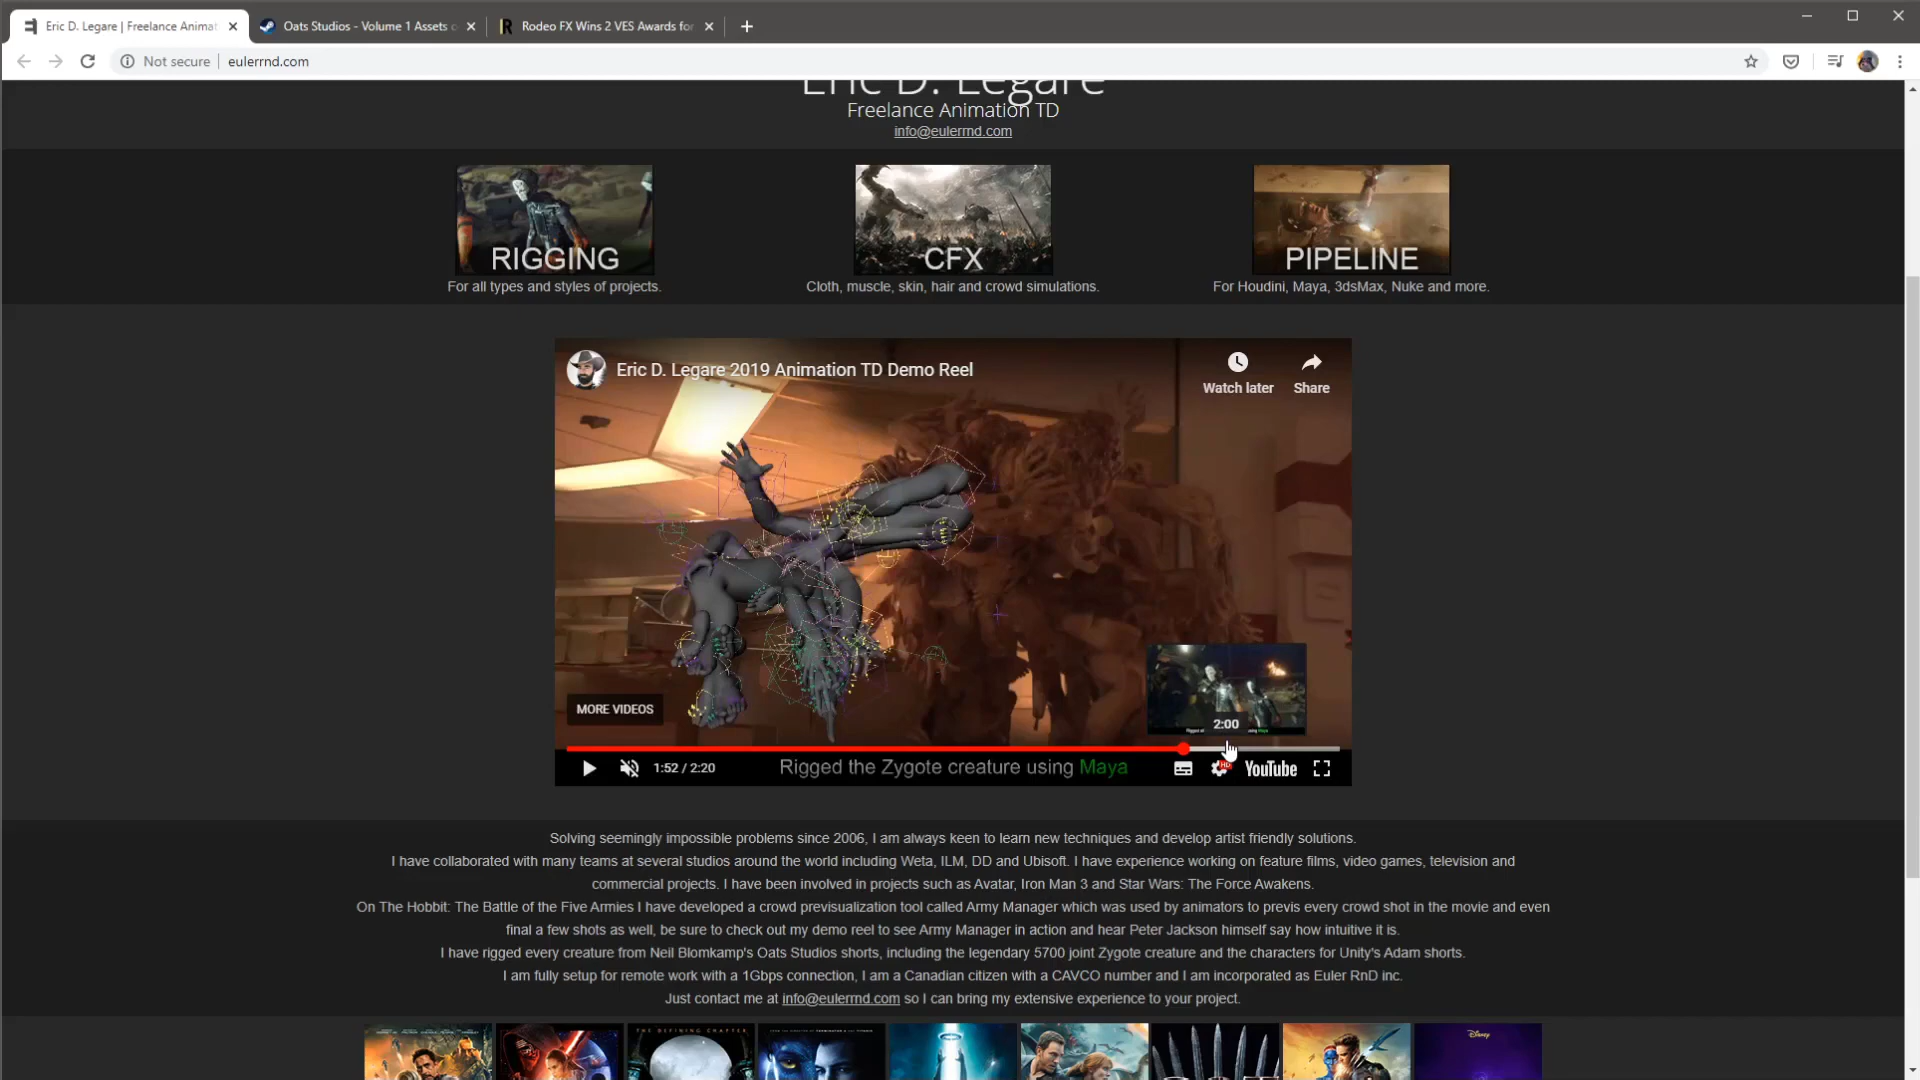 Eric D. Legare | Freelance Animat
Oats Studios - Volume 1 Assets o
Rodeo FX Wins 2 VES Awards for
Not secure
eulerrnd.com
Eric D. Legare
Freelance Animation TD
info@eulerrnd.com
RIGGING
CFX
PIPELINE
For all types and styles of projects.
Cloth, muscle, skin, hair and crowd simulations.
For Houdini, Maya, 3dsMax, Nuke and more.
Eric D. Legare 2019 Animation TD Demo Reel
Watch later
Share
MORE VIDEOS
2:00
1:52 / 2:20
Rigged the Zygote creature using Maya
HD
YouTube
Solving seemingly impossible problems since 2006, I am always keen to learn new techniques and develop artist friendly solutions.
I have collaborated with many teams at several studios around the world including Weta, ILM, DD and Ubisoft. I have experience working on feature films, video games, television and
commercial projects. I have been involved in projects such as Avatar, Iron Man 3 and Star Wars: The Force Awakens.
On The Hobbit: The Battle of the Five Armies I have developed a crowd previsualization tool called Army Manager which was used by animators to previs every crowd shot in the movie and even
final a few shots as well, be sure to check out my demo reel to see Army Manager in action and hear Peter Jackson himself say how intuitive it is.
I have rigged every creature from Neil Blomkamp's Oats Studios shorts, including the legendary 5700 joint Zygote creature and the characters for Unity's Adam shorts.
I am fully setup for remote work with a 1Gbps connection, I am a Canadian citizen with a CAVCO number and I am incorporated as Euler RnD inc.
Just contact me at info@eulerrnd.com so I can bring my extensive experience to your project.
THE DEFINING CHAPTER
Disney